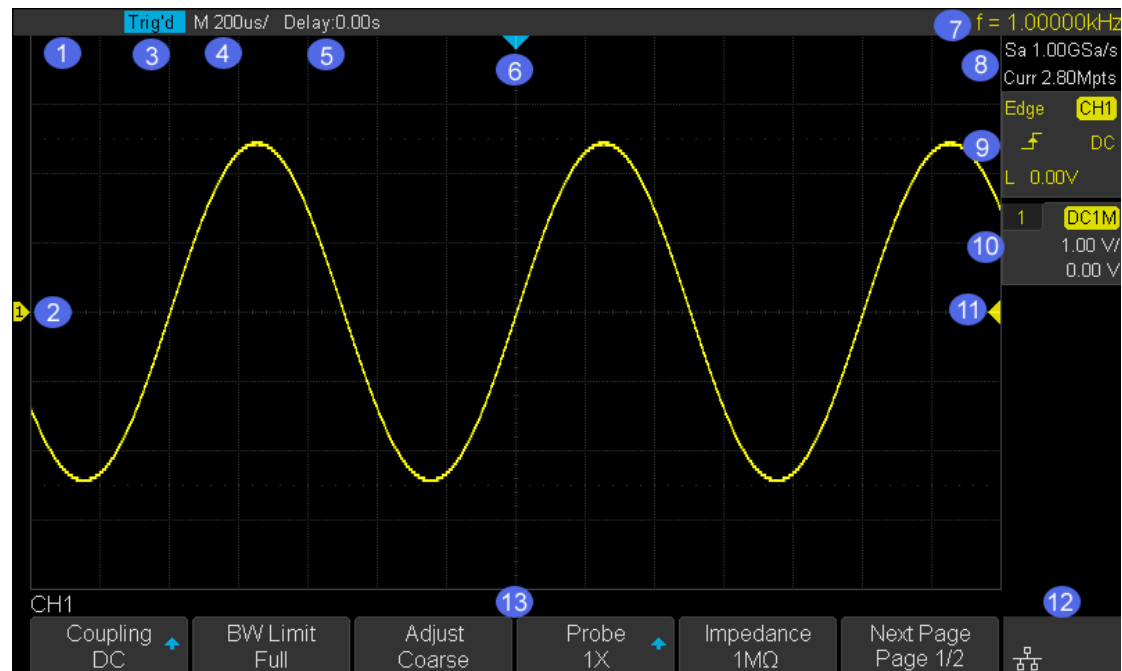 Trig'd M 200us/ Delay:0.00s 7 f = 1.00000kHz
1 3 4 5 6 8 Sa 1.00GSa/s
Curr 2.80Mpts
Edge CH1
9 DC
L 0.00V
1 DC1M
10 1.00 V/
0.00 V
1 2 11
CH1 13 12
Coupling BW Limit Adjust Probe Impedance Next Page
DC Full Coarse 1X 1MΩ Page 1/2